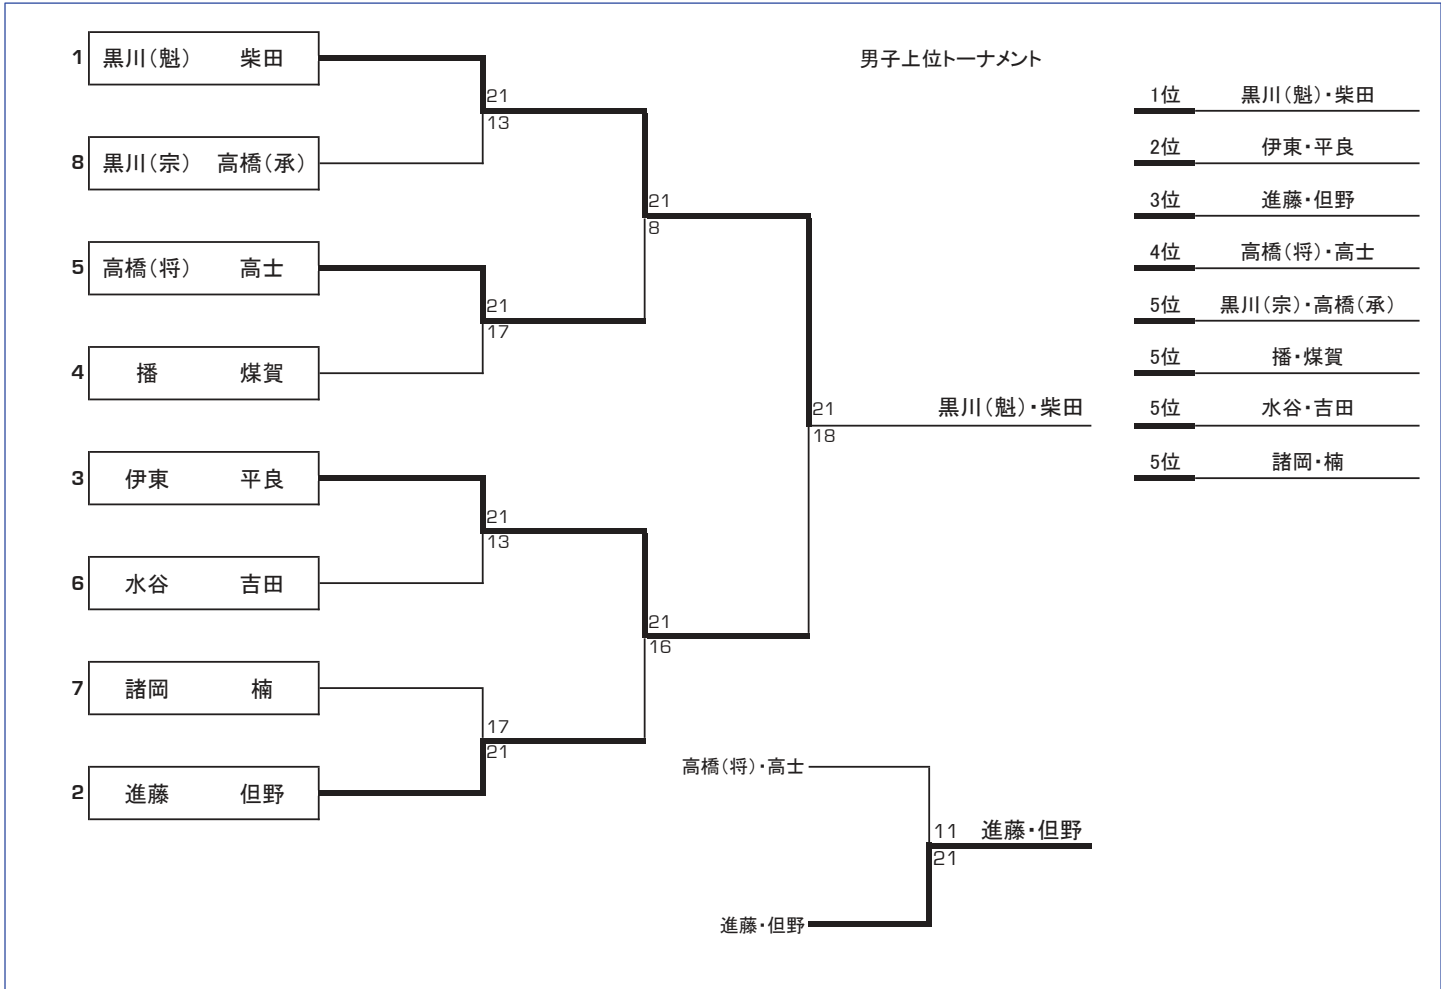 男子上位トーナメント
1 黒川(魁) 柴田
21
13
8 黒川(宗) 高橋(承)
21
8
5 高橋(将) 高士
21
17
4 播 煤賀
21
18
黒川(魁)・柴田
3 伊東 平良
21
13
6 水谷 吉田
21
16
7 諸岡 楠
17
21
2 進藤 但野
高橋(将)・高士
11
21
進藤・但野
進藤・但野
1位 黒川(魁)・柴田
2位 伊東・平良
3位 進藤・但野
4位 高橋(将)・高士
5位 黒川(宗)・高橋(承)
5位 播・煤賀
5位 水谷・吉田
5位 諸岡・楠